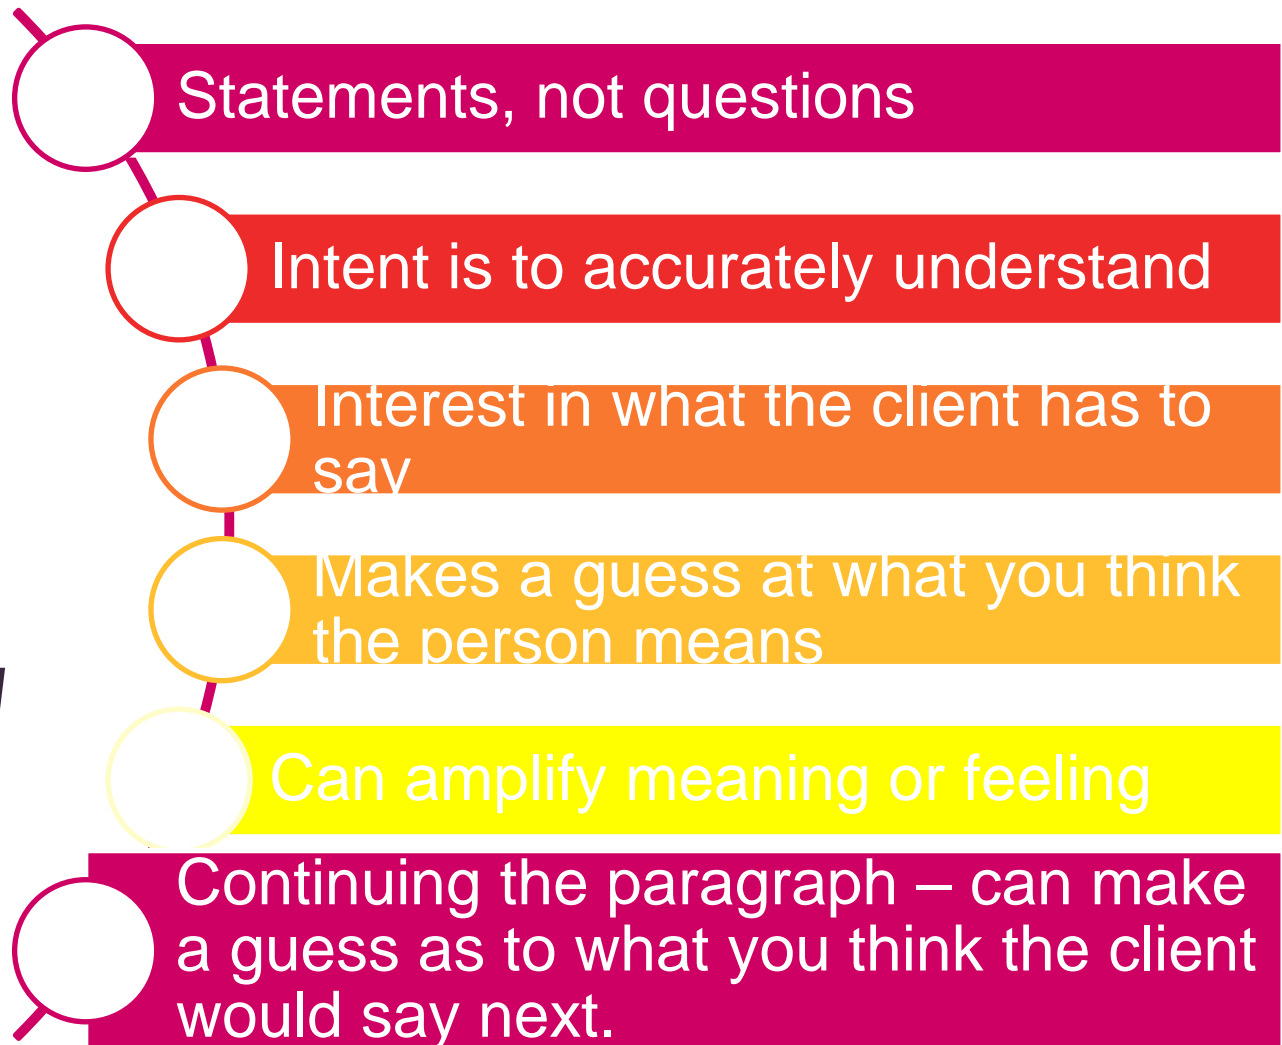 Statements, not questions
Intent is to accurately understand
Interest in what the client has to
say
Makes a guess at what you think
the person means
Can amplify meaning or feeling
Continuing the paragraph – can make
a guess as to what you think the client
would say next.